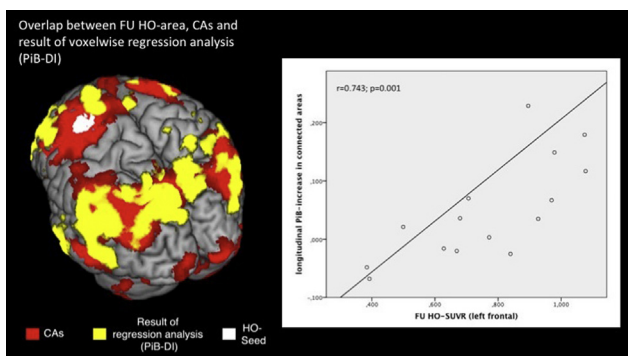 Overlap between FU HO-area, CAs and
result of voxelwise regression analysis
(PiB-DI)
r=0.743; p=0.001
longitudinal PiB-increase in connected areas
,200
,100
,000
-,100
,400
,600
,800
1,000
FU HO-SUVR (left frontal)
CAs
Result of
regression analysis
(PiB-DI)
HO-
Seed